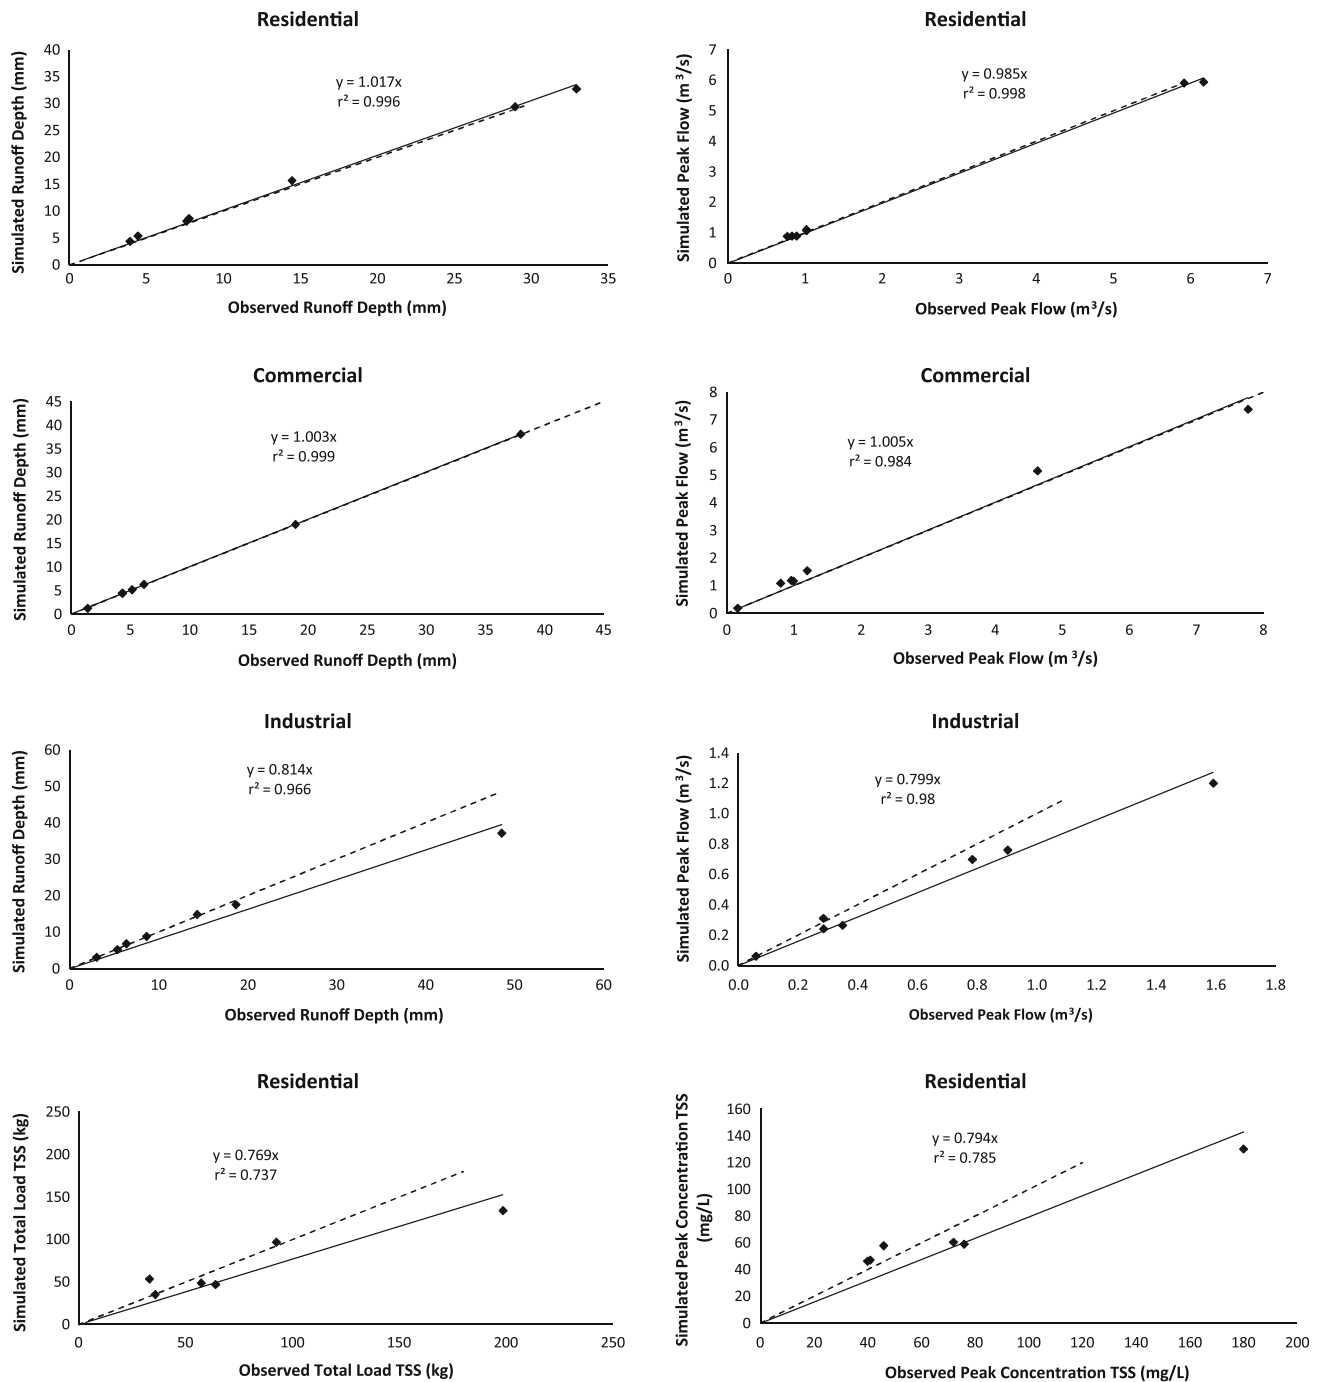 Residential
Simulated Runoff Depth (mm)
40
35
30
25
20
15
10
5
0
y = 1.017x
r² = 0.996
0 5 10 15 20 25 30 35
Observed Runoff Depth (mm)
Residential
Simulated Peak Flow (m³/s)
7
6
5
4
3
2
1
0
y = 0.985x
r² = 0.998
0 1 2 3 4 5 6 7
Observed Peak Flow (m³/s)
Commercial
Simulated Runoff Depth (mm)
45
40
35
30
25
20
15
10
5
0
y = 1.003x
r² = 0.999
0 5 10 15 20 25 30 35 40 45
Observed Runoff Depth (mm)
Commercial
Simulated Peak Flow (m³/s)
8
7
6
5
4
3
2
1
0
y = 1.005x
r² = 0.984
0 1 2 3 4 5 6 7 8
Observed Peak Flow (m³/s)
Industrial
Simulated Runoff Depth (mm)
60
50
40
30
20
10
0
y = 0.814x
r² = 0.966
0 10 20 30 40 50 60
Observed Runoff Depth (mm)
Industrial
Simulated Peak Flow (m³/s)
1.4
1.2
1.0
0.8
0.6
0.4
0.2
0.0
y = 0.799x
r² = 0.98
0.0 0.2 0.4 0.6 0.8 1.0 1.2 1.4 1.6 1.8
Observed Peak Flow (m³/s)
Residential
Simulated Total Load TSS (kg)
250
200
150
100
50
0
y = 0.769x
r² = 0.737
0 50 100 150 200 250
Observed Total Load TSS (kg)
Residential
Simulated Peak Concentration TSS
(mg/L)
160
140
120
100
80
60
40
20
0
y = 0.794x
r² = 0.785
0 20 40 60 80 100 120 140 160 180 200
Observed Peak Concentration TSS (mg/L)